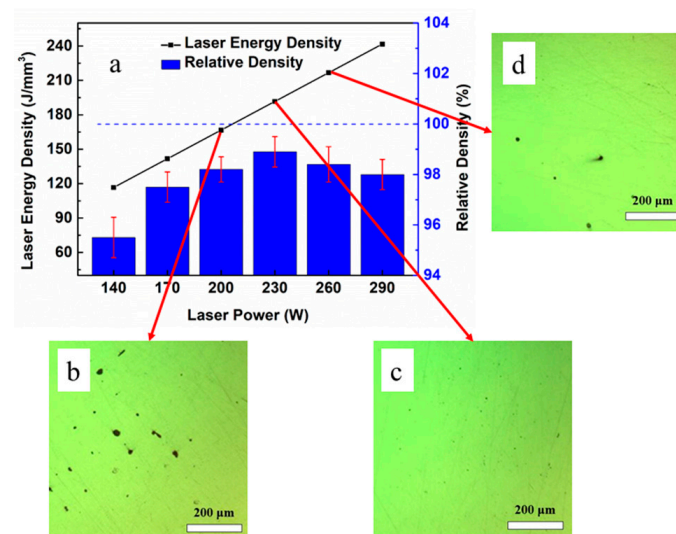 a
Laser Energy Density
Relative Density
Laser Energy Density (J/mm³)
240
210
180
150
120
90
60
140 170 200 230 260 290
Laser Power (W)
104
102
100
98
96
94
Relative Density (%)
d
200 µm
b
200 µm
c
200 µm